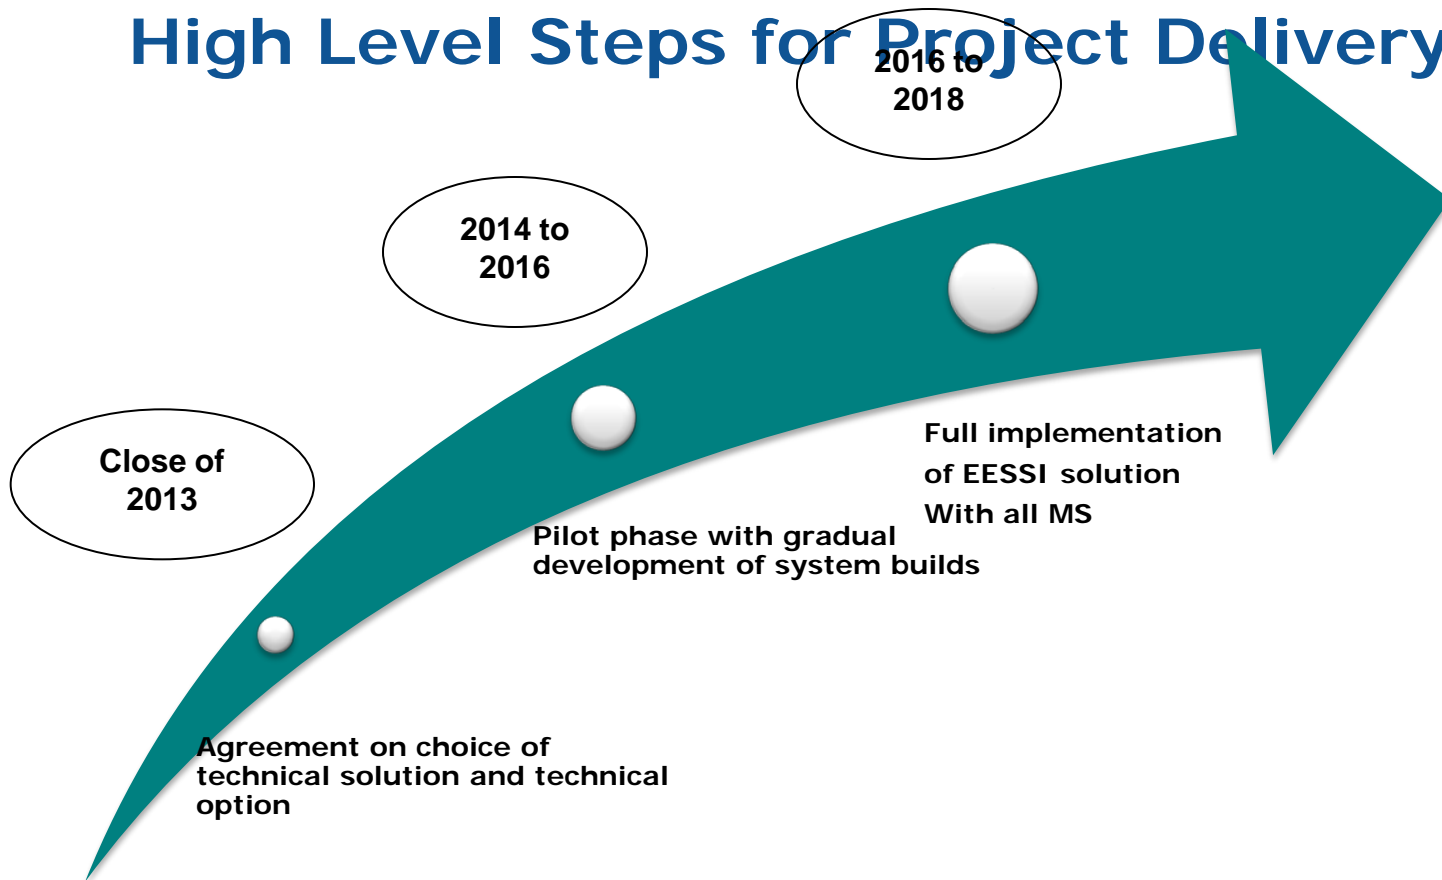 High Level Steps for Project Delivery
2016 to
2018
2014 to
2016
Close of
2013
Full implementation
of EESSI solution
With all MS
Pilot phase with gradual
development of system builds
Agreement on choice of
technical solution and technical
option